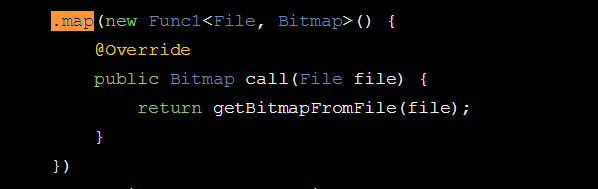 .map(new Func1<File, Bitmap>() {
@Override
public Bitmap call(File file) {
return getBitmapFromFile(file);
}
})